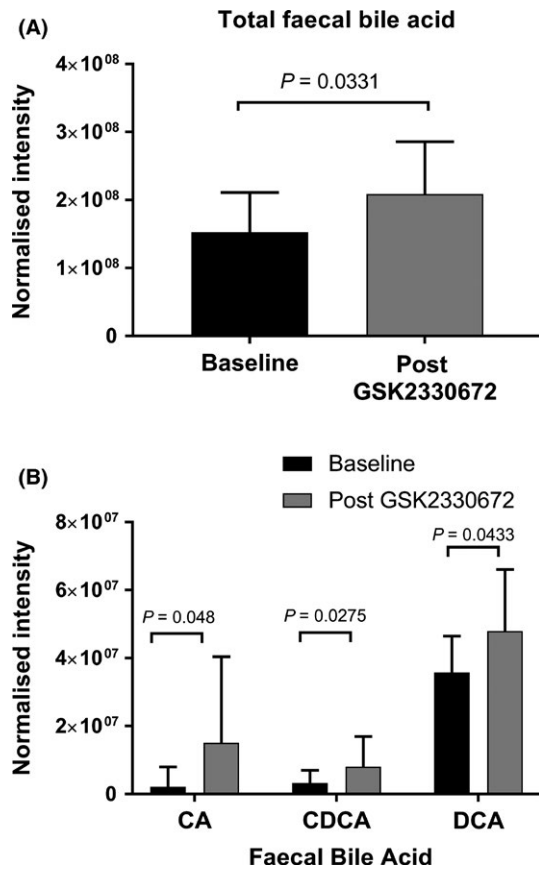 (A)
Total faecal bile acid
Normalised intensity
4×10⁰⁸
3×10⁰⁸
2×10⁰⁸
1×10⁰⁸
0
P = 0.0331
Baseline
Post
GSK2330672
(B)
Baseline
Post GSK2330672
Normalised intensity
8×10⁰⁷
6×10⁰⁷
4×10⁰⁷
2×10⁰⁷
0
P = 0.048
P = 0.0275
P = 0.0433
CA
CDCA
DCA
Faecal Bile Acid